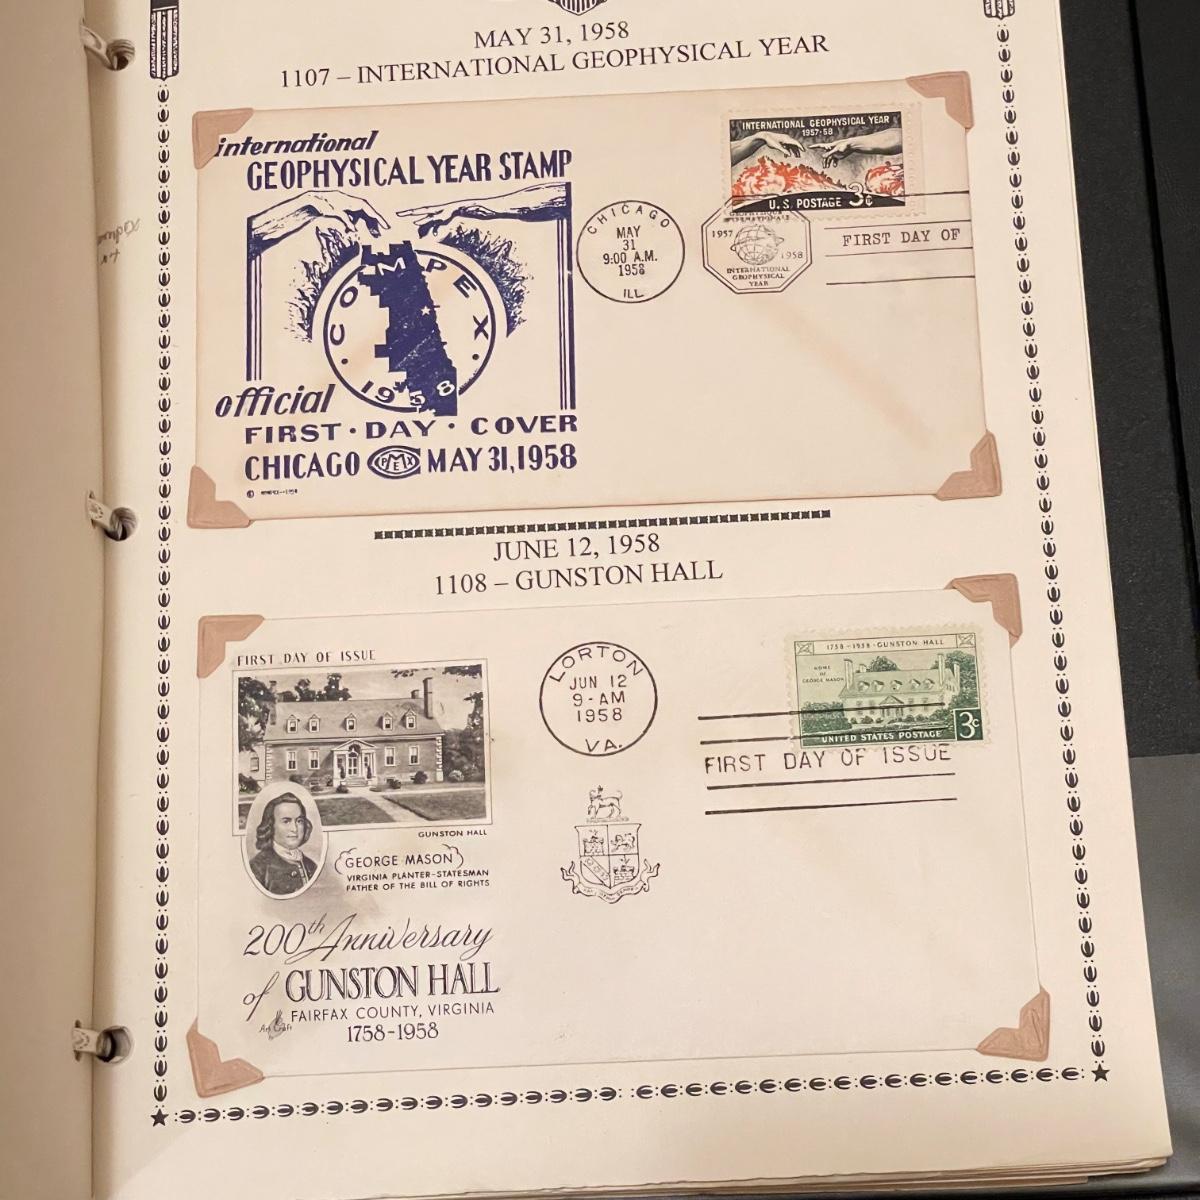 MAY 31, 1958
1107 – INTERNATIONAL GEOPHYSICAL YEAR
international
GEOPHYSICAL YEAR STAMP
COMPEX
1958
official
FIRST · DAY · COVER
CHICAGO COMPEX MAY 31, 1958
CHICAGO
MAY
31
9:00 A.M.
1958
ILL.
INTERNATIONAL GEOPHYSICAL YEAR
1957-58
U.S. POSTAGE 3¢
1957
1958
INTERNATIONAL
GEOPHYSICAL
YEAR
FIRST DAY OF
JUNE 12, 1958
1108 – GUNSTON HALL
FIRST DAY OF ISSUE
GUNSTON HALL
GEORGE MASON
VIRGINIA PLANTER-STATESMAN
FATHER OF THE BILL OF RIGHTS
200th Anniversary
of GUNSTON HALL
FAIRFAX COUNTY, VIRGINIA
Art Craft
1758-1958
LORTON
JUN 12
9-AM
1958
VA.
1758-1958·GUNSTON HALL
HOME
OF
GEORGE MASON
UNITED STATES POSTAGE 3¢
FIRST DAY OF ISSUE